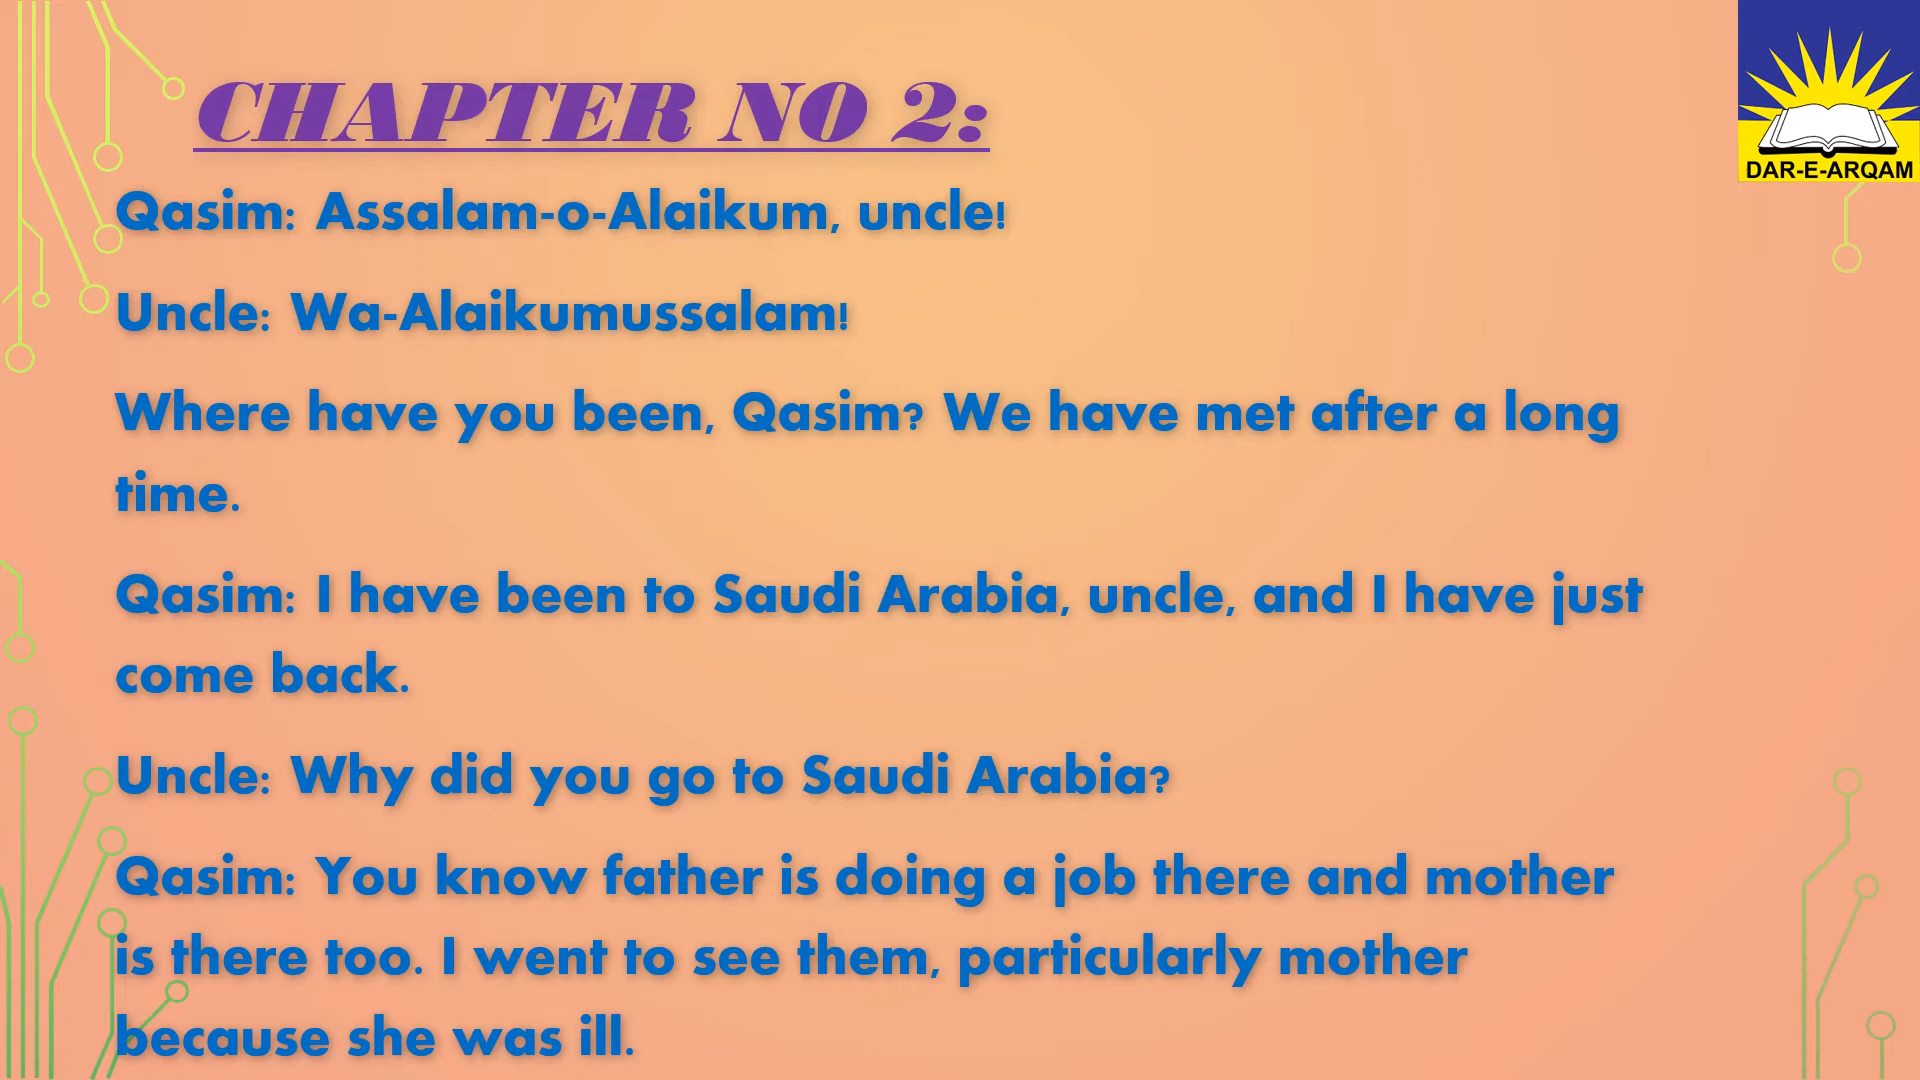 CHAPTER NO 2:
DAR-E-ARQAM
Qasim: Assalam-o-Alaikum, uncle!
Uncle: Wa-Alaikumussalam!
Where have you been, Qasim? We have met after a long
time.
Qasim: I have been to Saudi Arabia, uncle, and I have just
come back.
Uncle: Why did you go to Saudi Arabia?
Qasim: You know father is doing a job there and mother
is there too. I went to see them, particularly mother
because she was ill.